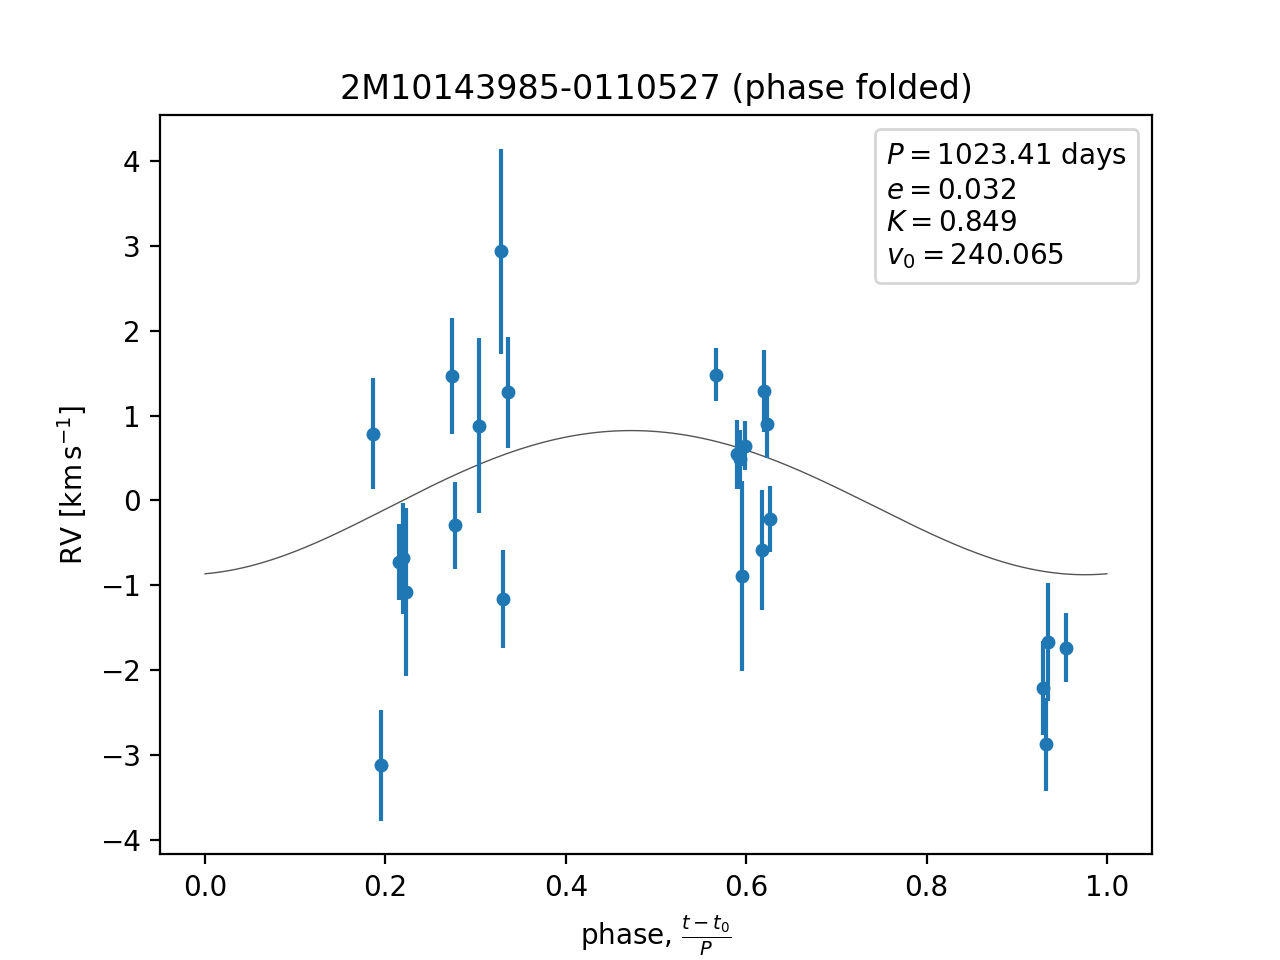 2M10143985-0110527 (phase folded)
P = 1023.41 days
e = 0.032
K = 0.849
v₀ = 240.065
RV [km s⁻¹]
4
3
2
1
0
−1
−2
−3
−4
0.0 0.2 0.4 0.6 0.8 1.0
phase, (t − t₀)/P